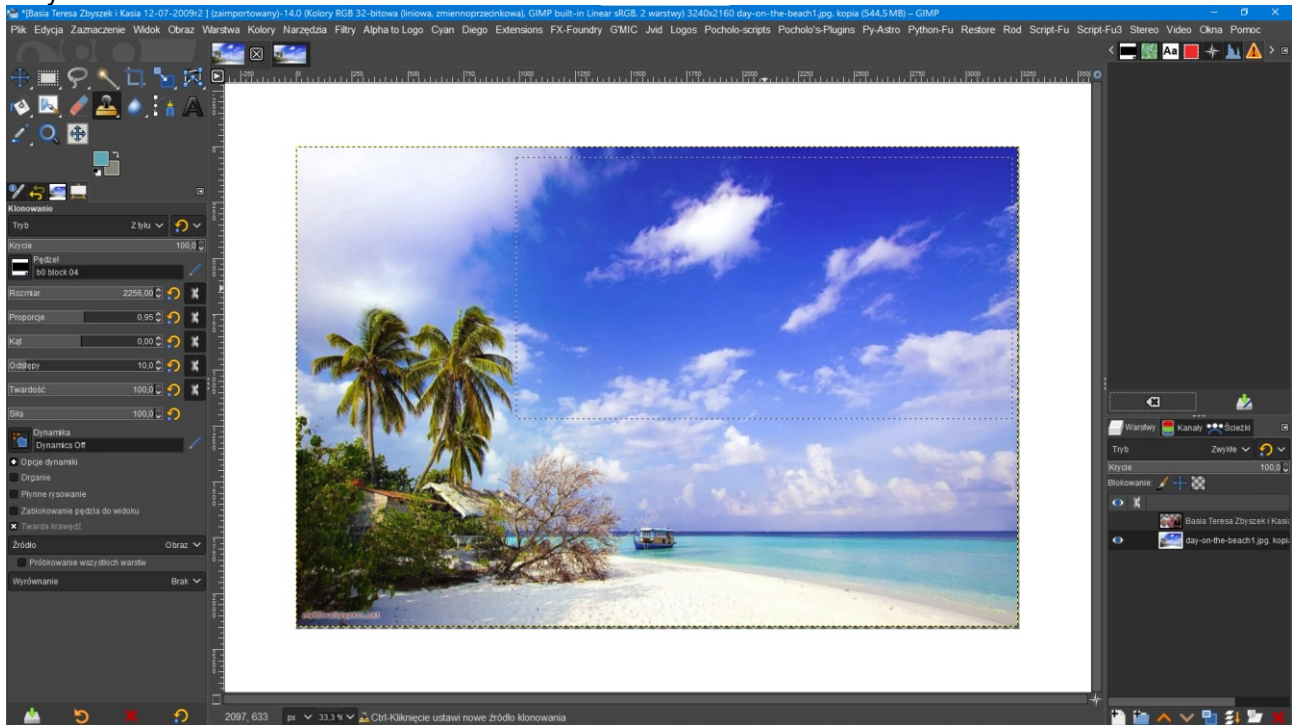 *[Basia Teresa Zbyszek i Kasia 12-07-2009r2 ] (zaimportowany)-14.0 (Kolory RGB 32-bitowa (liniowa, zmiennoprzecinkowa), GIMP built-in Linear sRGB, 2 warstwy) 3240x2160 day-on-the-beach1.jpg. kopia (544,5 MB) – GIMP
Plik Edycja Zaznaczenie Widok Obraz Warstwa Kolory Narzędzia Filtry Alpha to Logo Cyan Diego Extensions FX-Foundry G'MIC Jvid Logos Pocholo-scripts Pocholo's-Plugins Py-Astro Python-Fu Restore Rod Script-Fu Script-Fu3 Stereo Video Okna Pomoc
Aa
Klonowanie
Tryb Z tyłu
Krycie 100,0
Pędzel
b0 block 04
Rozmiar 2256,00
Proporcje 0,95
Kąt 0,00
Odstępy 10,0
Twardość 100,0
Siła 100,0
Dynamika
Dynamics Off
Opcje dynamiki
Drganie
Płynne rysowanie
Zablokowanie pędzla do widoku
Twarda krawędź
Źródło Obraz
Próbkowanie wszystkich warstw
Wyrównanie Brak
Warstwy Kanały Ścieżki
Tryb Zwykłe
Krycie 100,0
Blokowanie:
Basia Teresa Zbyszek i Kasia
day-on-the-beach1.jpg. kopi
2097, 633 px 33,3 % Ctrl-Kliknięcie ustawi nowe źródło klonowania